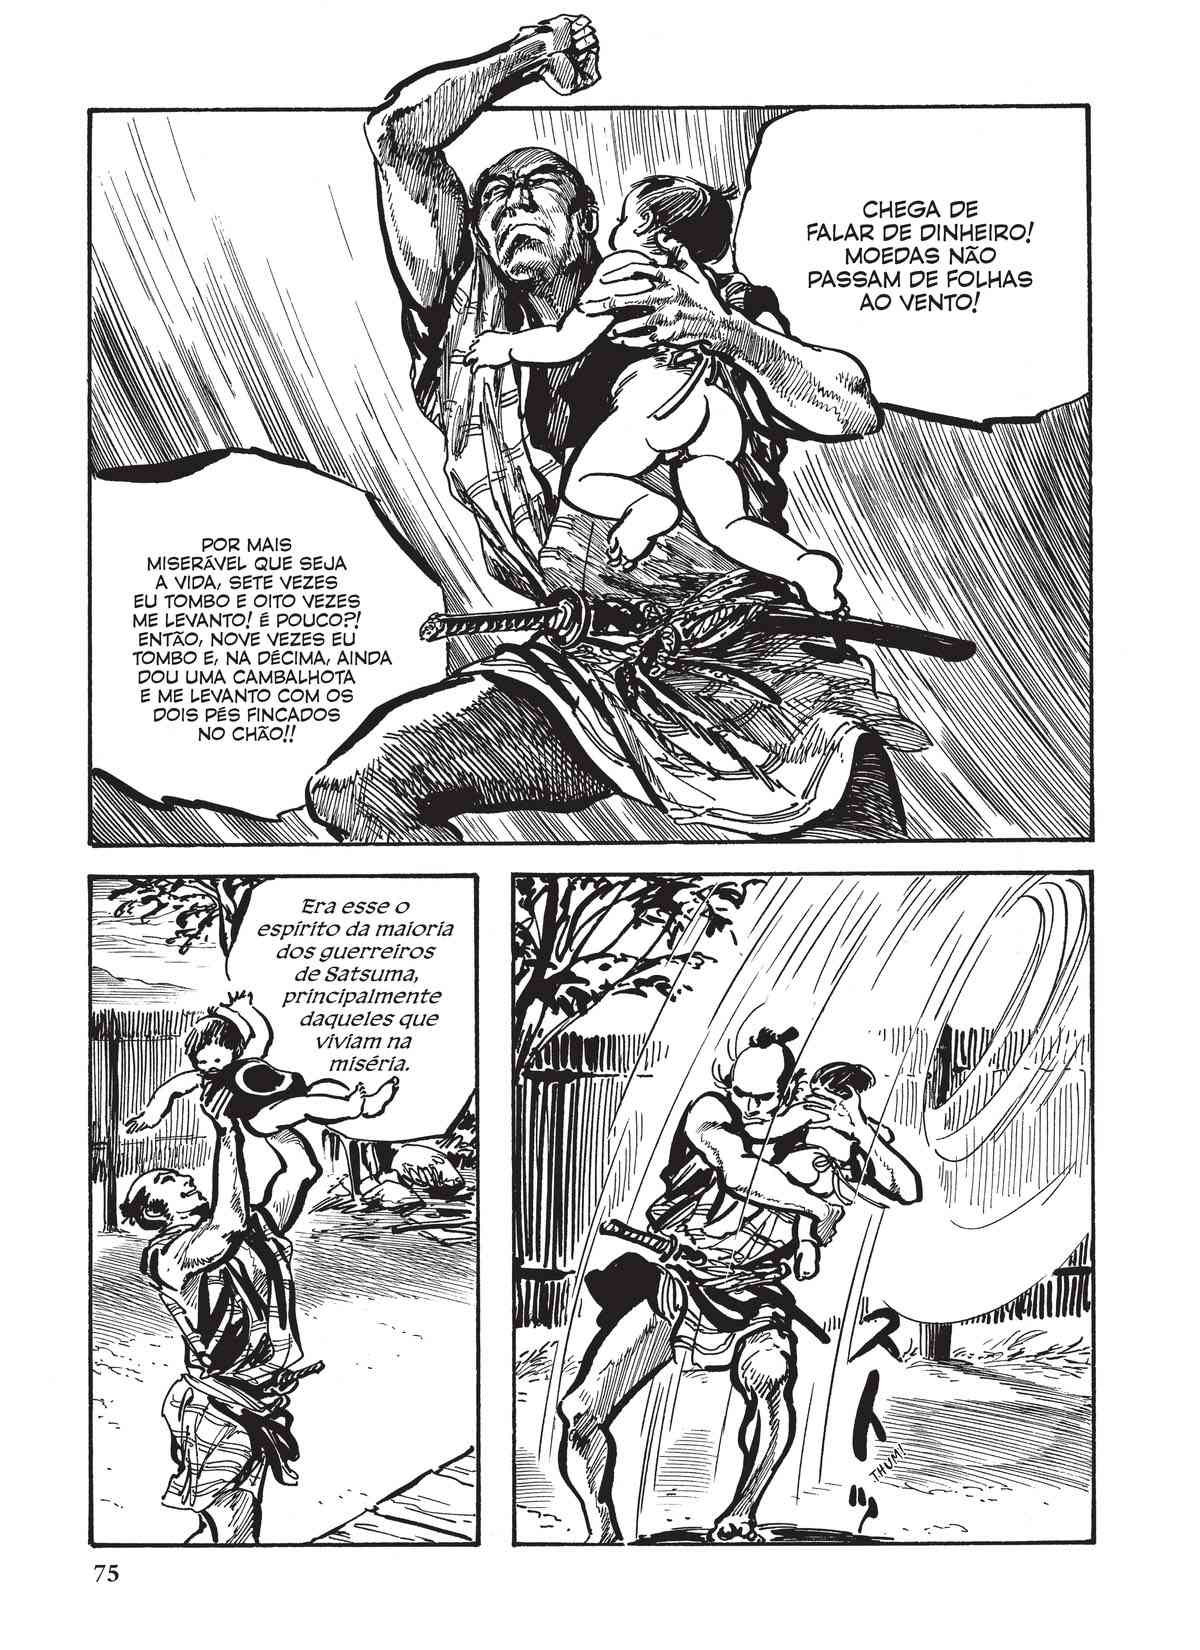 CHEGA DE
FALAR DE DINHEIRO!
MOEDAS NÃO
PASSAM DE FOLHAS
AO VENTO!
POR MAIS
MISERÁVEL QUE SEJA
A VIDA, SETE VEZES
EU TOMBO E OITO VEZES
ME LEVANTO! É POUCO?!
ENTÃO, NOVE VEZES EU
TOMBO E, NA DÉCIMA, AINDA
DOU UMA CAMBALHOTA
E ME LEVANTO COM OS
DOIS PÉS FINCADOS
NO CHÃO!!
Era esse o
espírito da maioria
dos guerreiros
de Satsuma,
principalmente
daqueles que
viviam na
miséria.
ストッ
THUMP!
75